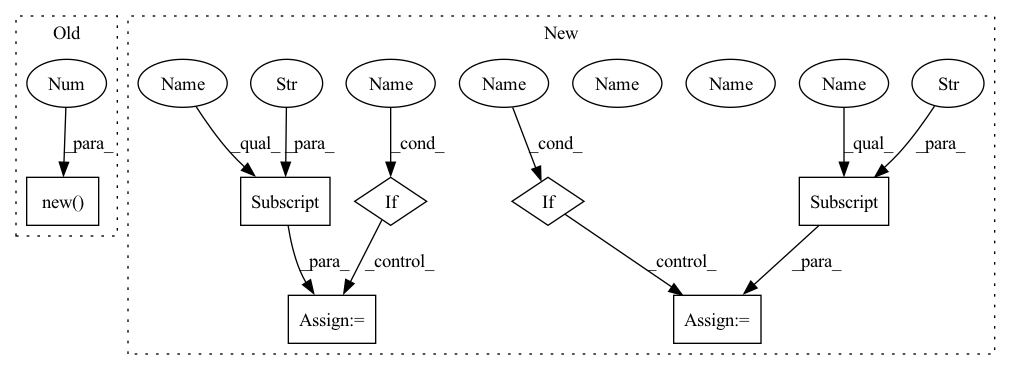 Old
New
Num
Name
Str
Name
Name
Name
Name
Name
Str
_para_
_qual_
_para_
_cond_
_cond_
_qual_
_para_
new()
Subscript
If
If
Subscript
_para_
_control_
_control_
_para_
Assign:=
Assign:=